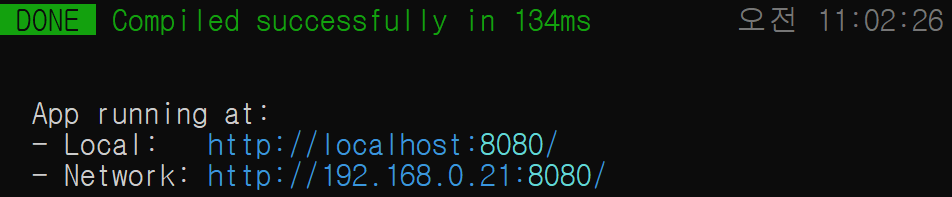 DONE Compiled successfully in 134ms 오전 11:02:26
App running at:
- Local: http://localhost:8080/
- Network: http://192.168.0.21:8080/